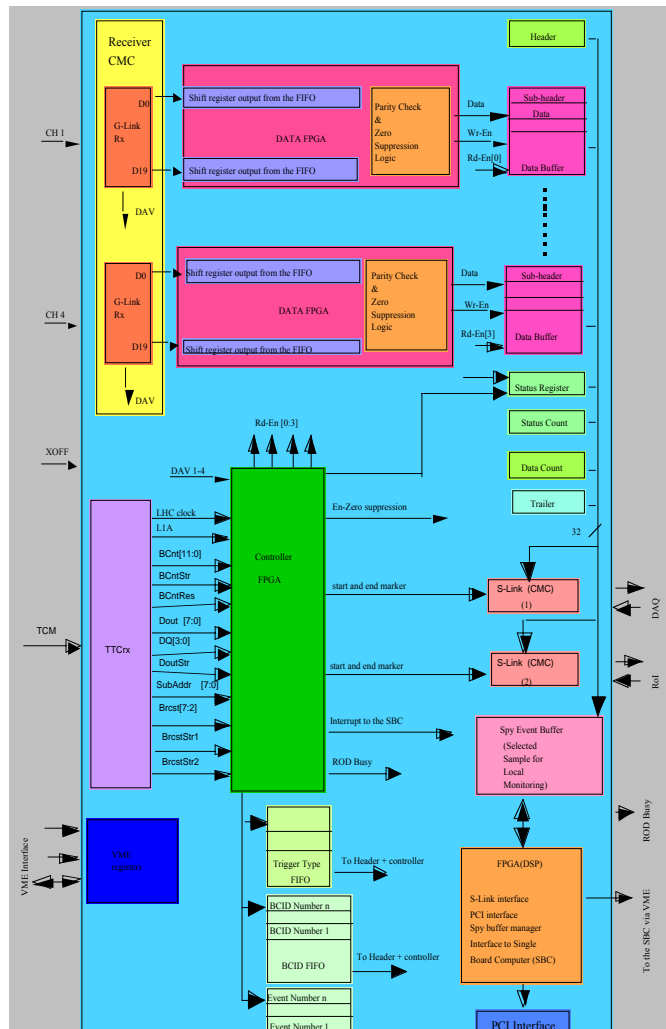 Receiver
CMC
Header
D0
G-Link
Rx
D19
DAV
CH 1
Shift register output from the FIFO
DATA FPGA
Shift register output from the FIFO
Parity Check
&
Zero
Suppression
Logic
Data
Wr-En
Rd-En[0]
Sub-header
Data
Data Buffer
D0
G-Link
Rx
D19
DAV
CH 4
Shift register output from the FIFO
DATA FPGA
Shift register output from the FIFO
Parity Check
&
Zero
Suppression
Logic
Data
Wr-En
Rd-En[3]
Sub-header
Data Buffer
Status Register
Status Count
Data Count
Trailer
32
XOFF
Rd-En [0:3]
DAV 1-4
LHC clock
L1A
BCnt[11:0]
BCntStr
BCntRes
Dout [7:0]
DQ[3:0]
DoutStr
SubAddr [7:0]
Brcst[7:2]
BrcstStr1
BrcstStr2
TCM
TTCrx
Controller
FPGA
En-Zero suppression
start and end marker
S-Link (CMC)
(1)
DAQ
start and end marker
S-Link (CMC)
(2)
RoI
Interrupt to the SBC
ROD Busy
Spy Event Buffer
(Selected
Sample for
Local
Monitoring)
ROD Busy
VME Interface
VME
registers
Trigger Type
FIFO
To Header + controller
BCID Number n
BCID Number 1
BCID FIFO
To Header + controller
Event Number n
Event Number 1
FPGA(DSP)
S-Link interface
PCI interface
Spy buffer manager
Interface to Single
Board Computer (SBC)
To the SBC via VME
PCI Interface